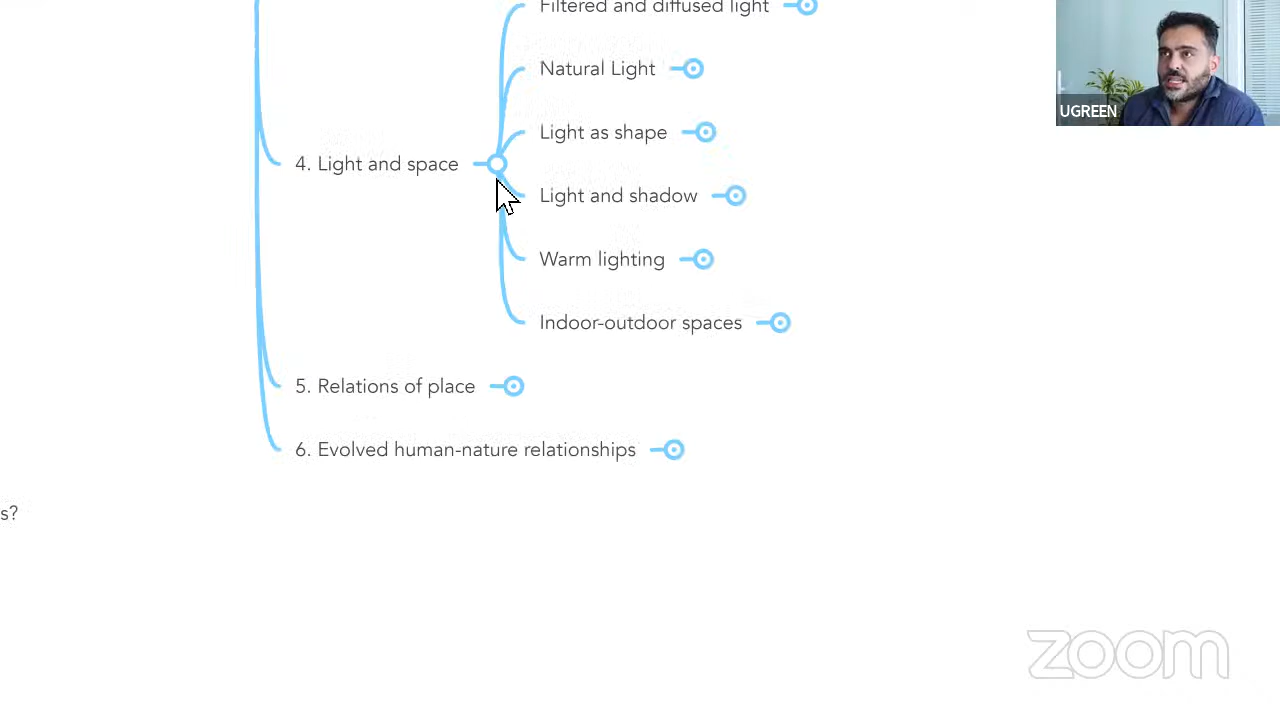 Filtered and diffused light
Natural Light
UGREEN
Light as shape
4. Light and space
Light and shadow
Warm lighting
Indoor-outdoor spaces
5. Relations of place
6. Evolved human-nature relationships
s?
zoom